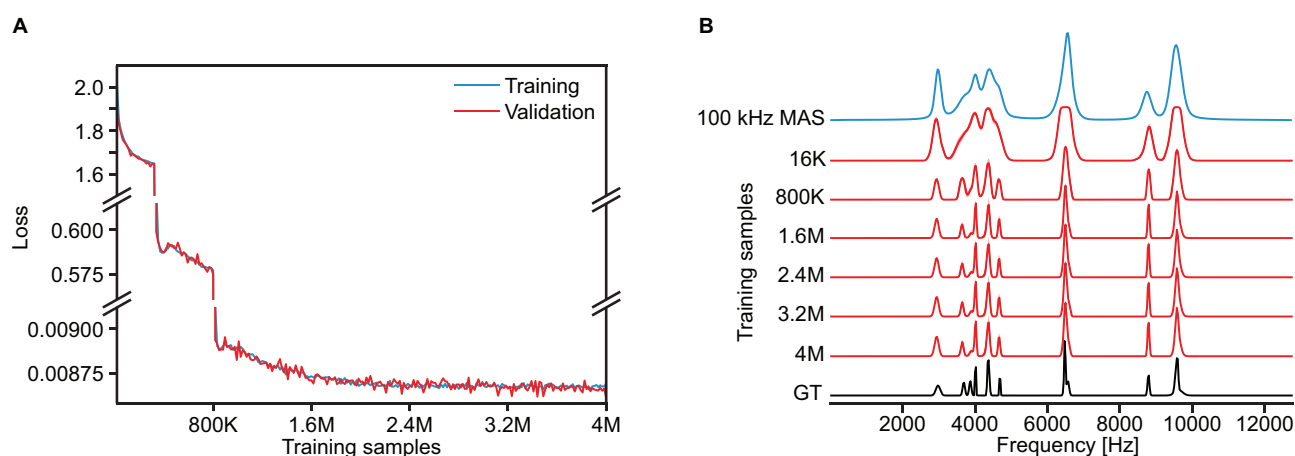 A
Loss
2.0
1.8
1.6
0.600
0.575
0.00900
0.00875
Training
Validation
800K
1.6M
2.4M
3.2M
4M
Training samples
B
Training samples
100 kHz MAS
16K
800K
1.6M
2.4M
3.2M
4M
GT
2000
4000
6000
8000
10000
12000
Frequency [Hz]